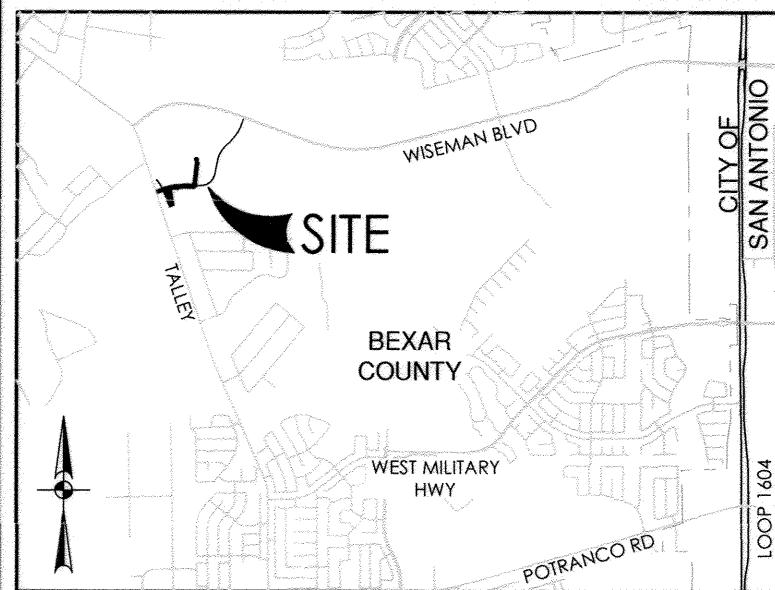 WISEMAN BLVD
CITY OF
SAN ANTONIO
SITE
TALLEY
BEXAR
COUNTY
WEST MILITARY
HWY
POTRANCO RD
LOOP 1604